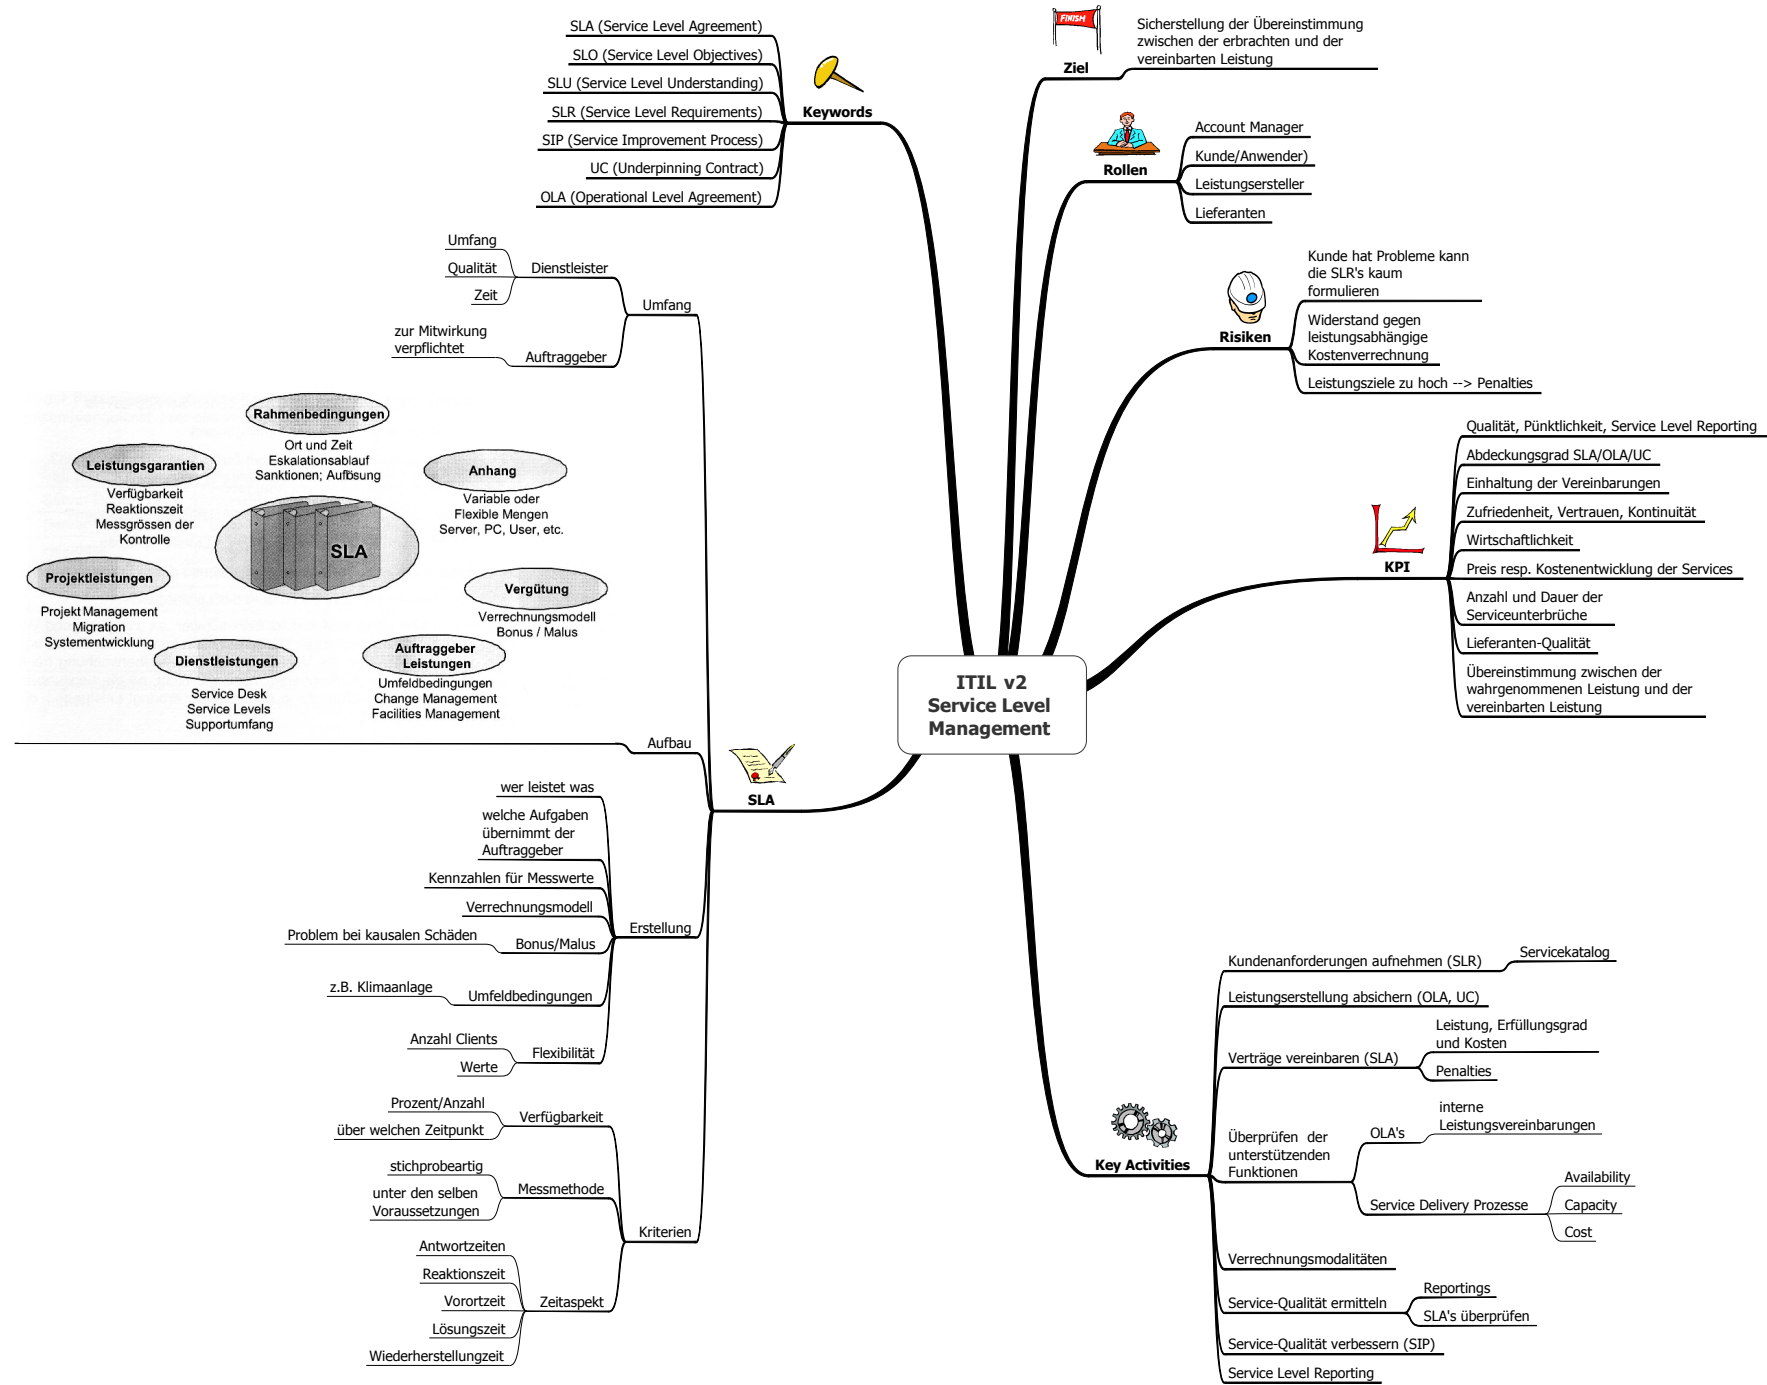 ITIL v2
Service Level
Management
Keywords
SLA (Service Level Agreement)
SLO (Service Level Objectives)
SLU (Service Level Understanding)
SLR (Service Level Requirements)
SIP (Service Improvement Process)
UC (Underpinning Contract)
OLA (Operational Level Agreement)
SLA
Umfang
Dienstleister
Umfang
Qualität
Zeit
Auftraggeber
zur Mitwirkung
verpflichtet
Aufbau
Rahmenbedingungen
Ort und Zeit
Eskalationsablauf
Sanktionen; Auflösung
Leistungsgarantien
Verfügbarkeit
Reaktionszeit
Messgrössen der
Kontrolle
Anhang
Variable oder
Flexible Mengen
Server, PC, User, etc.
SLA
Projektleistungen
Projekt Management
Migration
Systementwicklung
Vergütung
Verrechnungsmodell
Bonus / Malus
Dienstleistungen
Service Desk
Service Levels
Supportumfang
Auftraggeber
Leistungen
Umfeldbedingungen
Change Management
Facilities Management
Erstellung
wer leistet was
welche Aufgaben
übernimmt der
Auftraggeber
Kennzahlen für Messwerte
Verrechnungsmodell
Bonus/Malus
Problem bei kausalen Schäden
Umfeldbedingungen
z.B. Klimaanlage
Flexibilität
Anzahl Clients
Werte
Kriterien
Verfügbarkeit
Prozent/Anzahl
über welchen Zeitpunkt
Messmethode
stichprobeartig
unter den selben
Voraussetzungen
Zeitaspekt
Antwortzeiten
Reaktionszeit
Vorortzeit
Lösungszeit
Wiederherstellungzeit
FINISH
Ziel
Sicherstellung der Übereinstimmung
zwischen der erbrachten und der
vereinbarten Leistung
Rollen
Account Manager
Kunde/Anwender)
Leistungsersteller
Lieferanten
Risiken
Kunde hat Probleme kann
die SLR's kaum
formulieren
Widerstand gegen
leistungsabhängige
Kostenverrechnung
Leistungsziele zu hoch --> Penalties
KPI
Qualität, Pünktlichkeit, Service Level Reporting
Abdeckungsgrad SLA/OLA/UC
Einhaltung der Vereinbarungen
Zufriedenheit, Vertrauen, Kontinuität
Wirtschaftlichkeit
Preis resp. Kostenentwicklung der Services
Anzahl und Dauer der
Serviceunterbrüche
Lieferanten-Qualität
Übereinstimmung zwischen der
wahrgenommenen Leistung und der
vereinbarten Leistung
Key Activities
Kundenanforderungen aufnehmen (SLR)
Servicekatalog
Leistungserstellung absichern (OLA, UC)
Verträge vereinbaren (SLA)
Leistung, Erfüllungsgrad
und Kosten
Penalties
Überprüfen der
unterstützenden
Funktionen
OLA's
interne
Leistungsvereinbarungen
Service Delivery Prozesse
Availability
Capacity
Cost
Verrechnungsmodalitäten
Service-Qualität ermitteln
Reportings
SLA's überprüfen
Service-Qualität verbessern (SIP)
Service Level Reporting